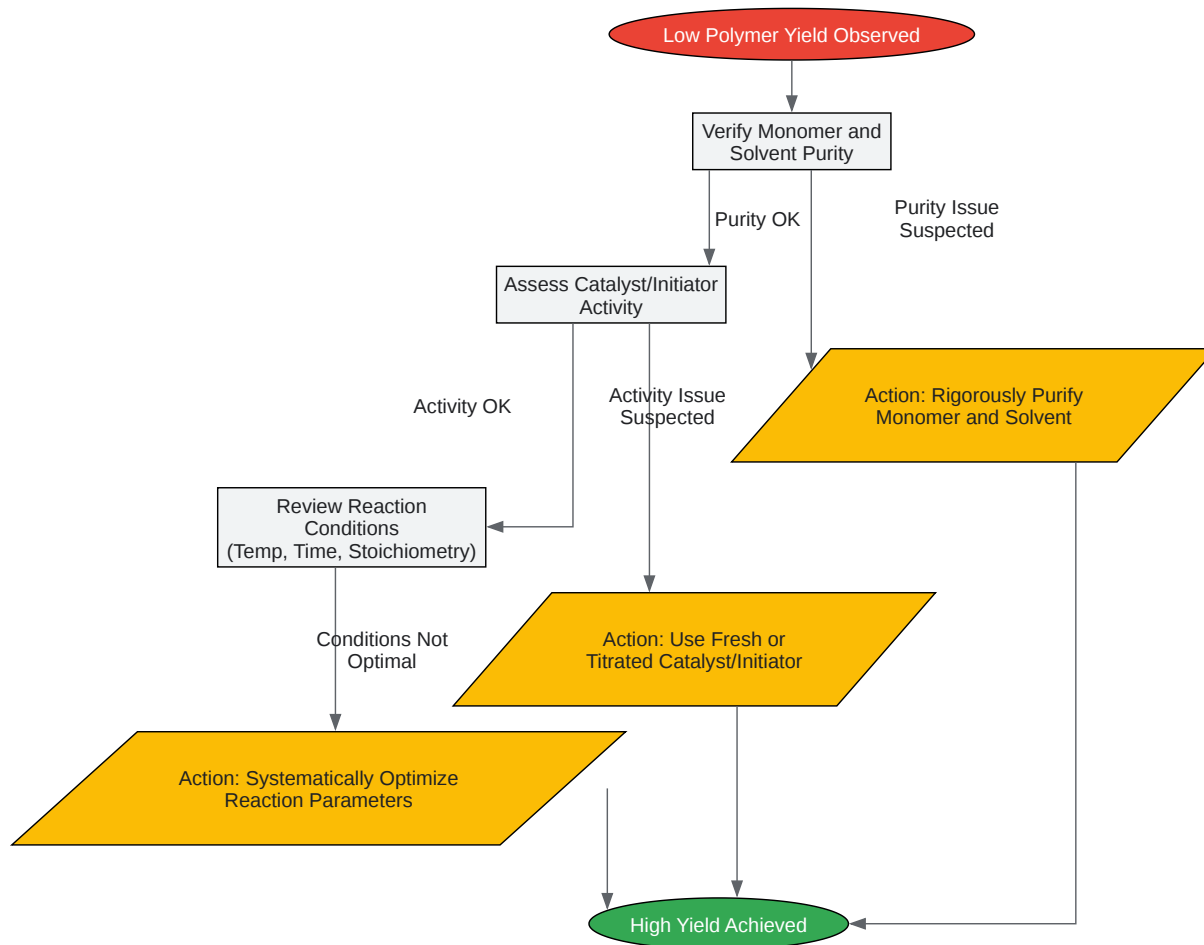 Low Polymer Yield Observed
Verify Monomer and
Solvent Purity
Purity OK
Purity Issue
Suspected
Assess Catalyst/Initiator
Activity
Activity OK
Activity Issue
Suspected
Action: Rigorously Purify
Monomer and Solvent
Review Reaction
Conditions
(Temp, Time, Stoichiometry)
Conditions Not
Optimal
Action: Use Fresh or
Titrated Catalyst/Initiator
Action: Systematically Optimize
Reaction Parameters
High Yield Achieved